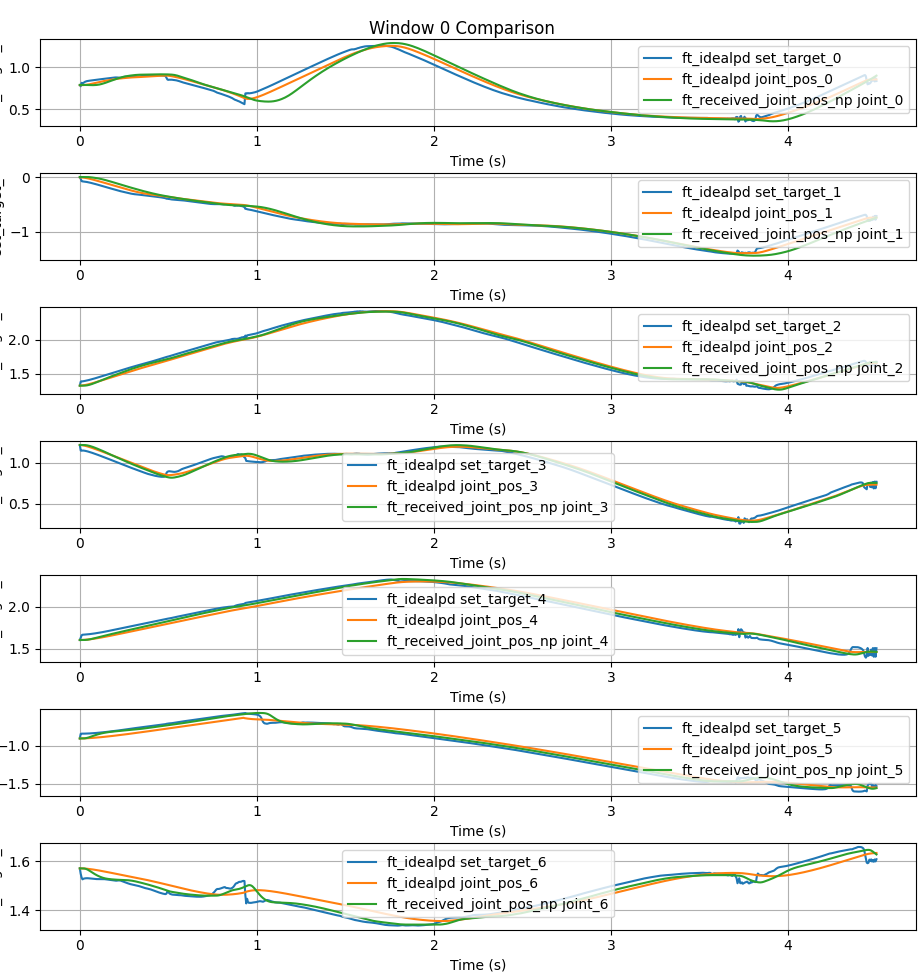 Window 0 Comparison
1.0
0.5
ft_idealpd set_target_0
ft_idealpd joint_pos_0
ft_received_joint_pos_np joint_0
0 1 2 3 4
Time (s)
0
−1
ft_idealpd set_target_1
ft_idealpd joint_pos_1
ft_received_joint_pos_np joint_1
0 1 2 3 4
Time (s)
2.0
1.5
ft_idealpd set_target_2
ft_idealpd joint_pos_2
ft_received_joint_pos_np joint_2
0 1 2 3 4
Time (s)
1.0
0.5
ft_idealpd set_target_3
ft_idealpd joint_pos_3
ft_received_joint_pos_np joint_3
0 1 2 3 4
Time (s)
2.0
1.5
ft_idealpd set_target_4
ft_idealpd joint_pos_4
ft_received_joint_pos_np joint_4
0 1 2 3 4
Time (s)
−1.0
−1.5
ft_idealpd set_target_5
ft_idealpd joint_pos_5
ft_received_joint_pos_np joint_5
0 1 2 3 4
Time (s)
1.6
1.4
ft_idealpd set_target_6
ft_idealpd joint_pos_6
ft_received_joint_pos_np joint_6
0 1 2 3 4
Time (s)